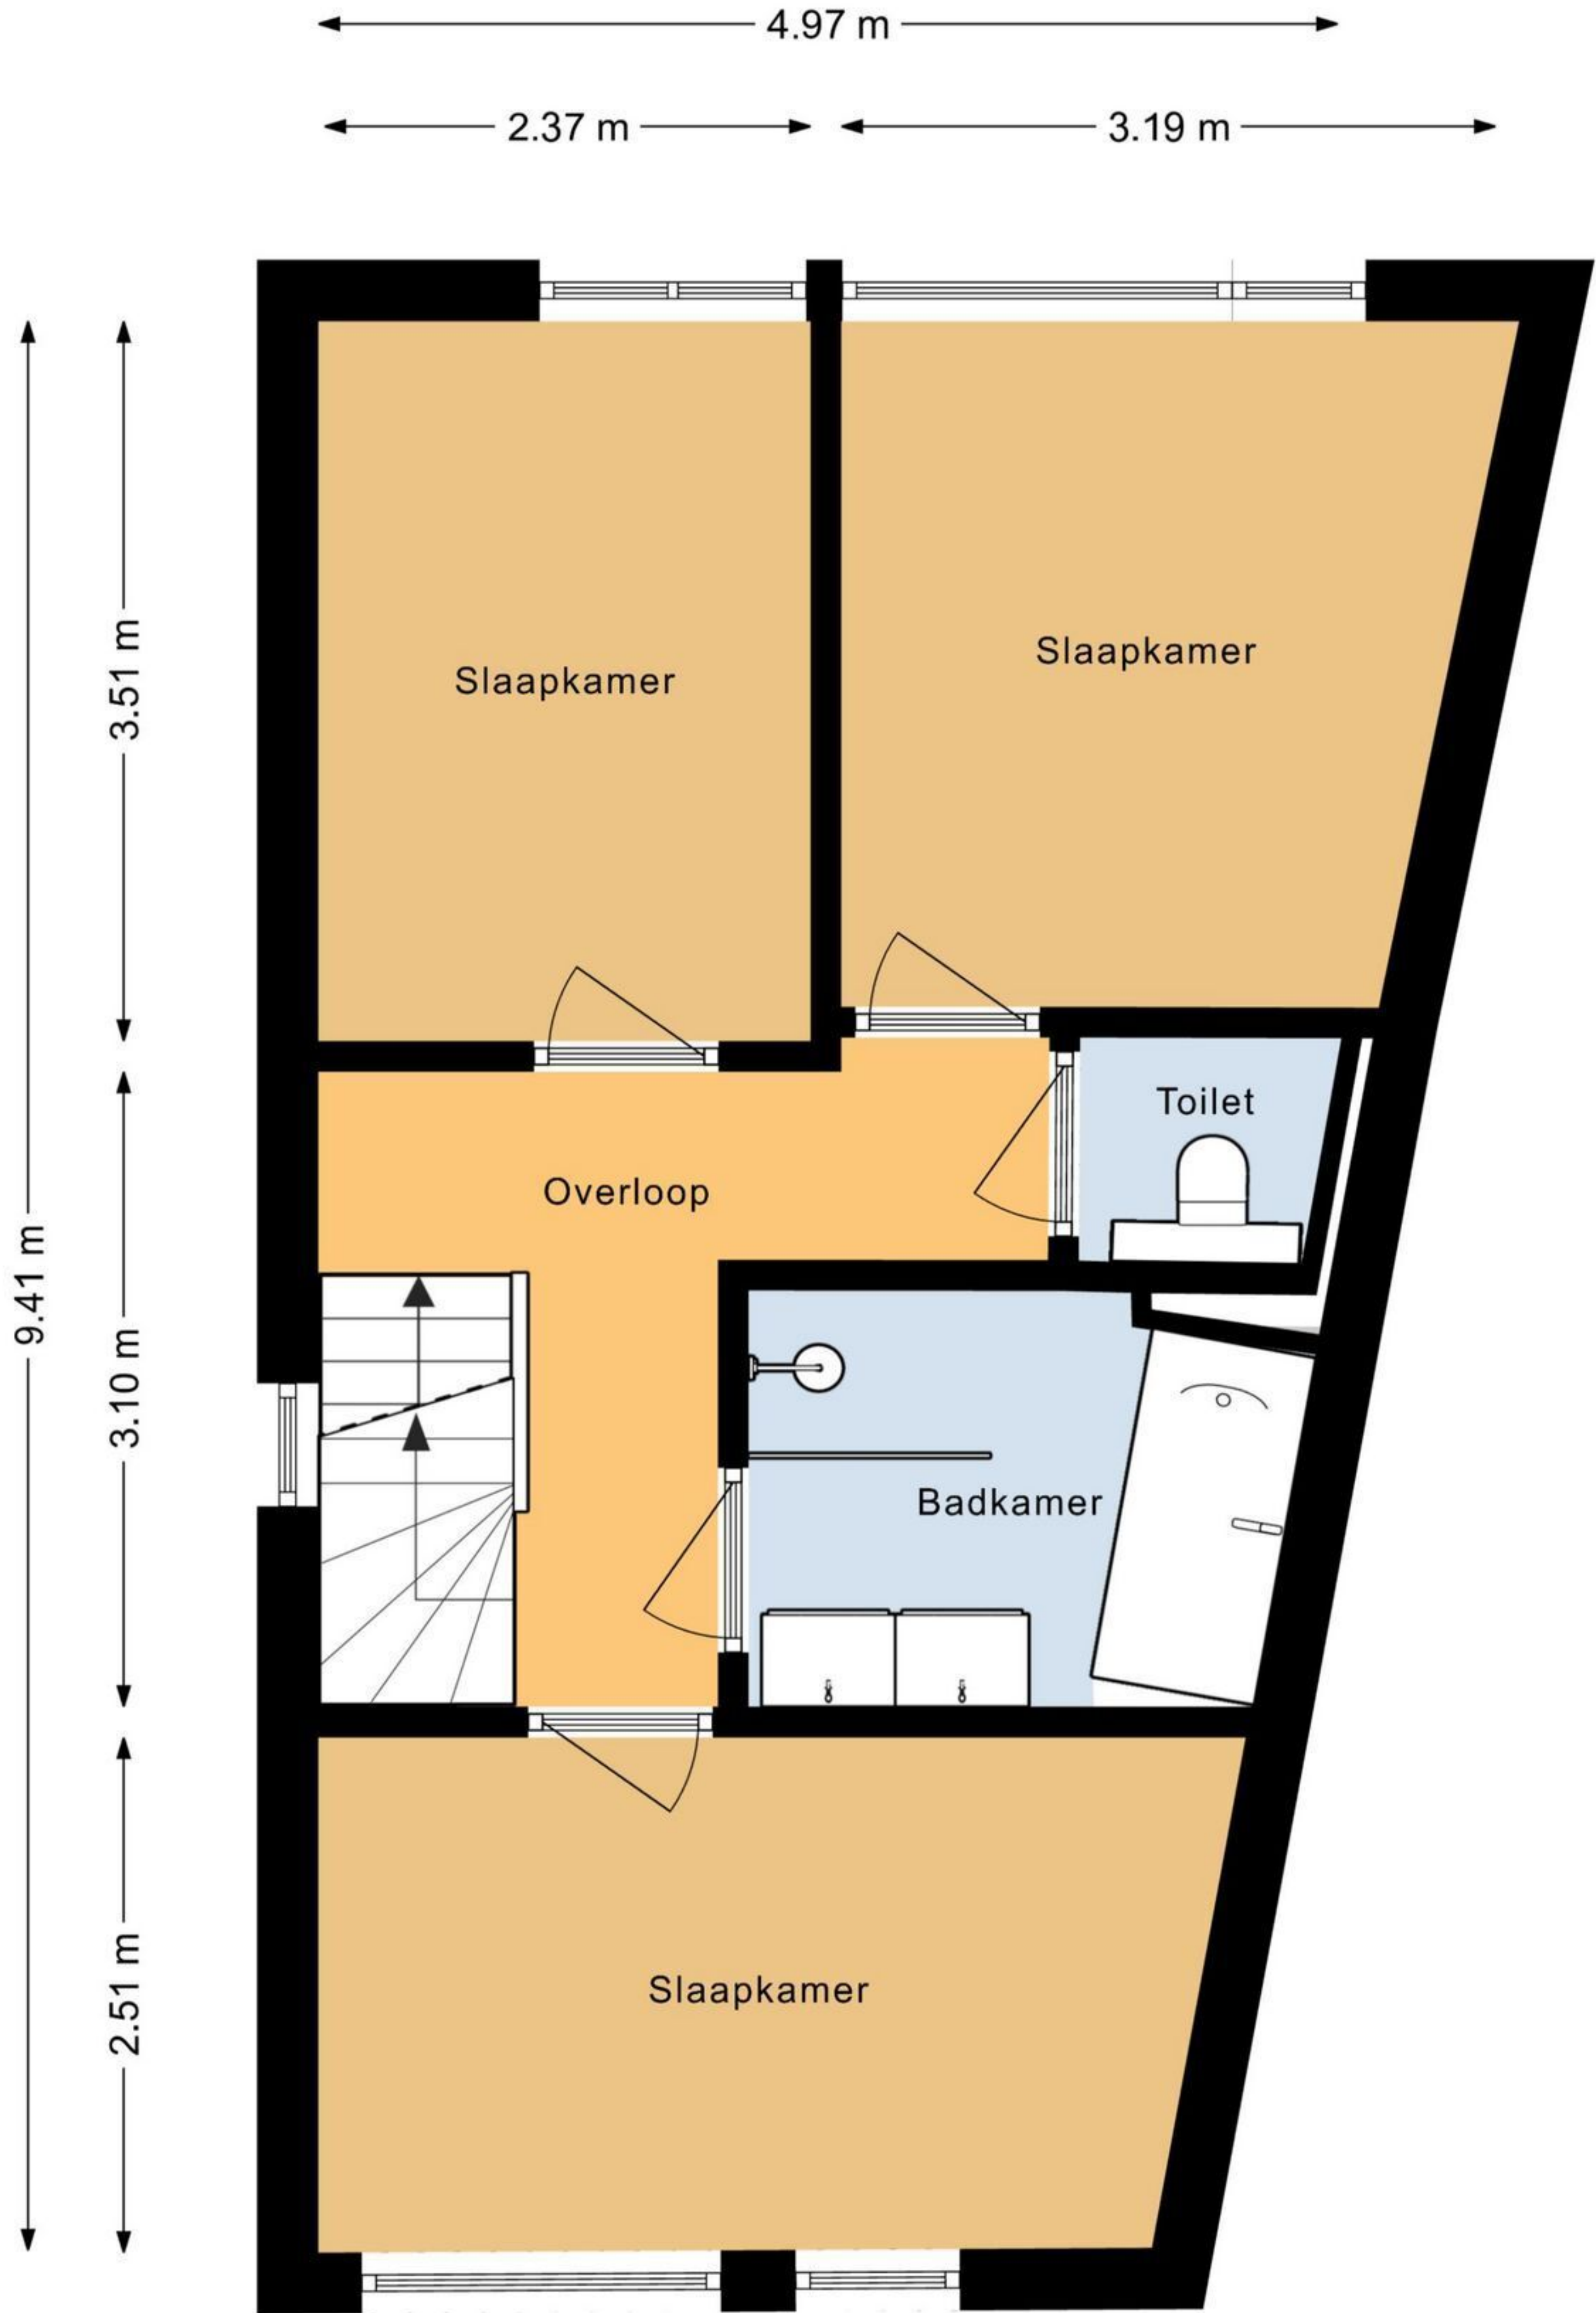 4.97 m
2.37 m
3.19 m
3.51 m
Slaapkamer
Slaapkamer
Toilet
Overloop
9.41 m
3.10 m
Badkamer
2.51 m
Slaapkamer